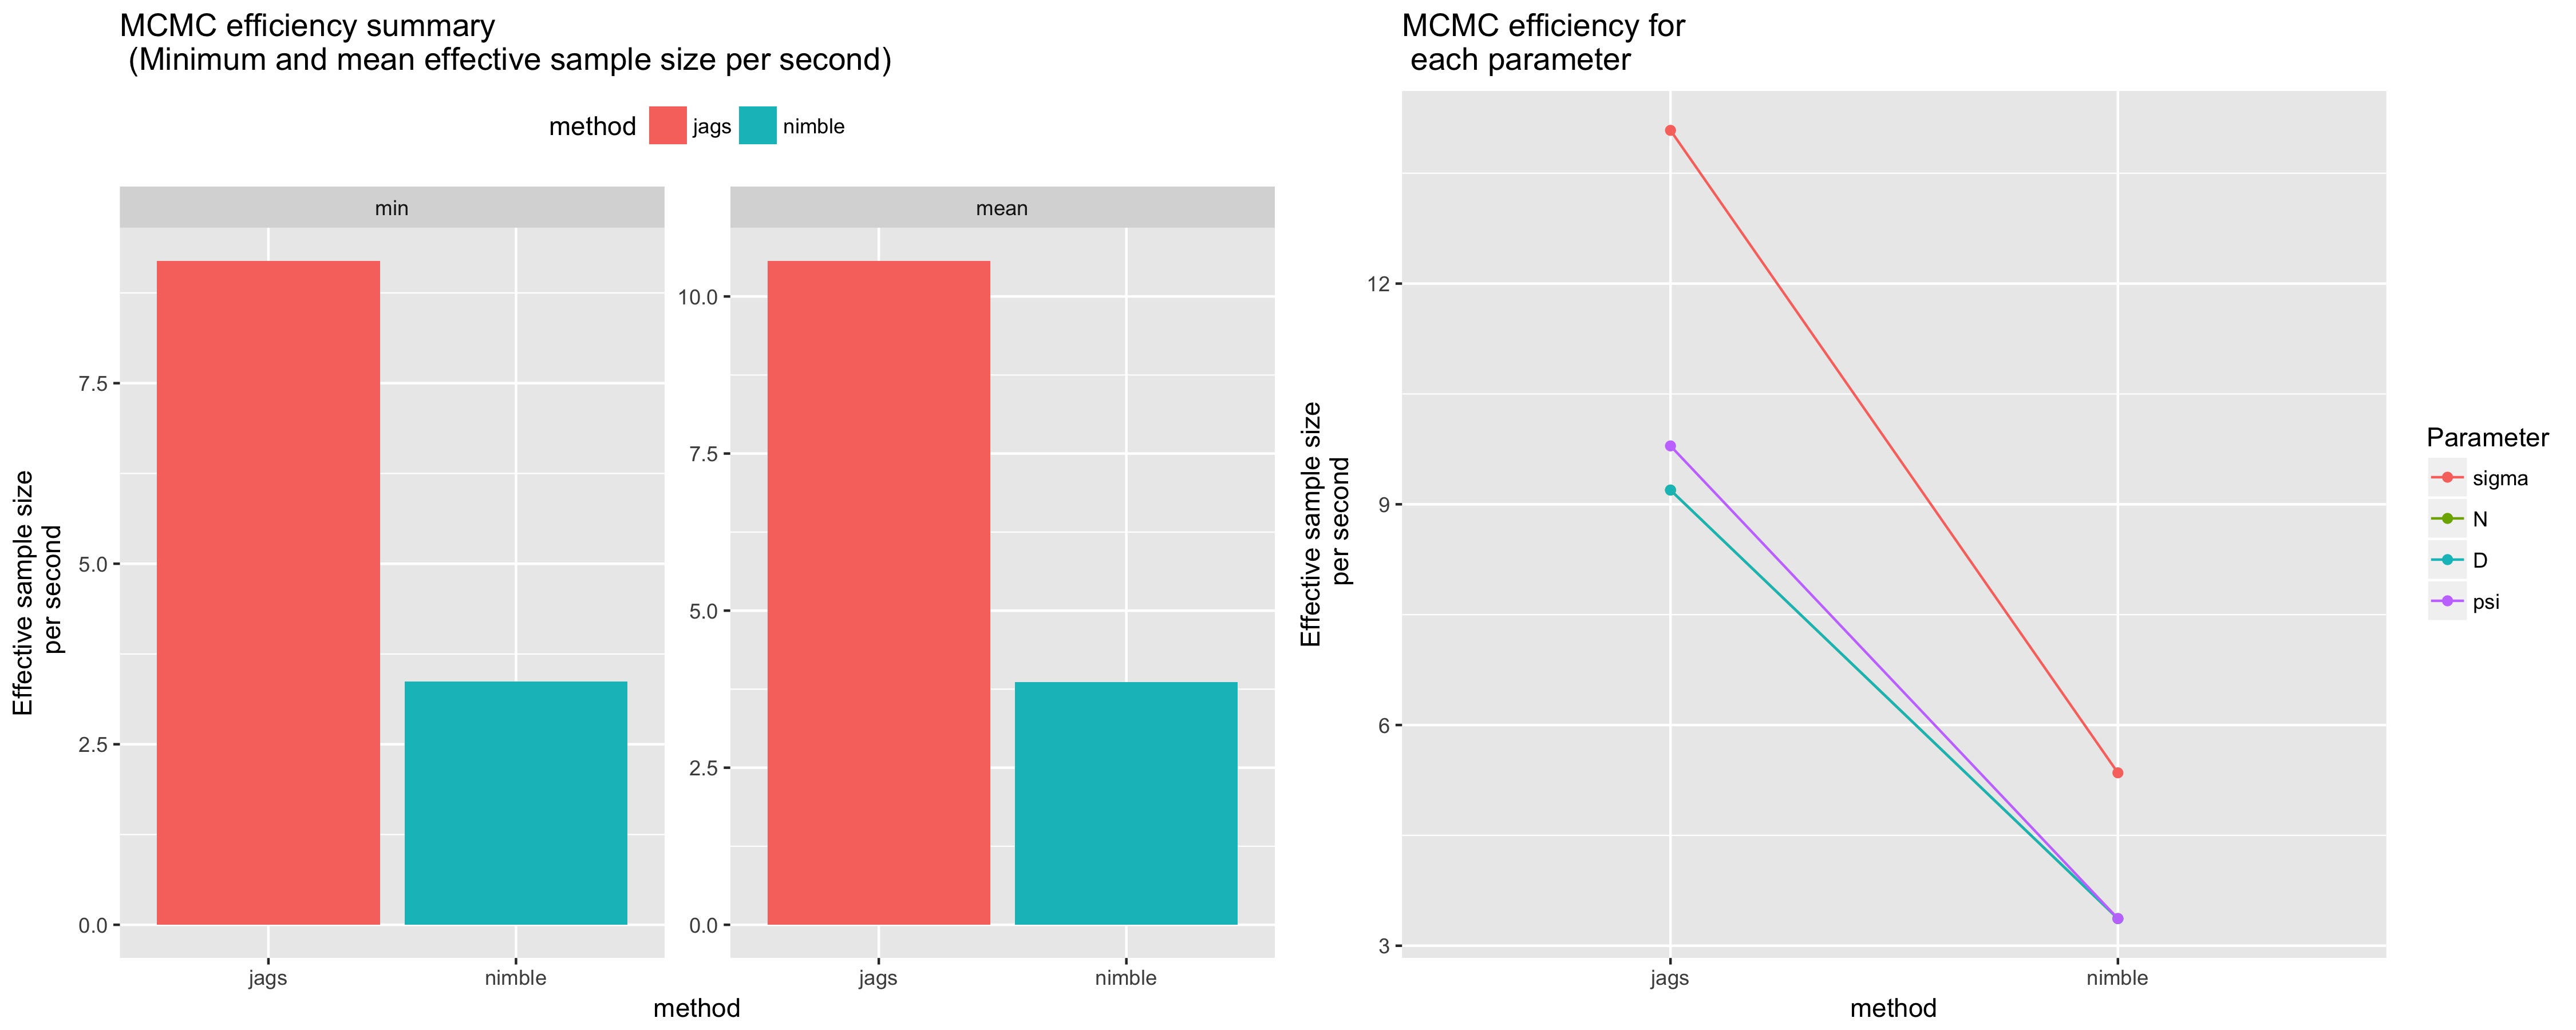 MCMC efficiency summary
(Minimum and mean effective sample size per second)
method jags nimble
min
mean
Effective sample size
per second
7.5
5.0
2.5
0.0
10.0
7.5
5.0
2.5
0.0
jags nimble
jags nimble
method
MCMC efficiency for
each parameter
Effective sample size
per second
12
9
6
3
jags nimble
method
Parameter
sigma
N
D
psi